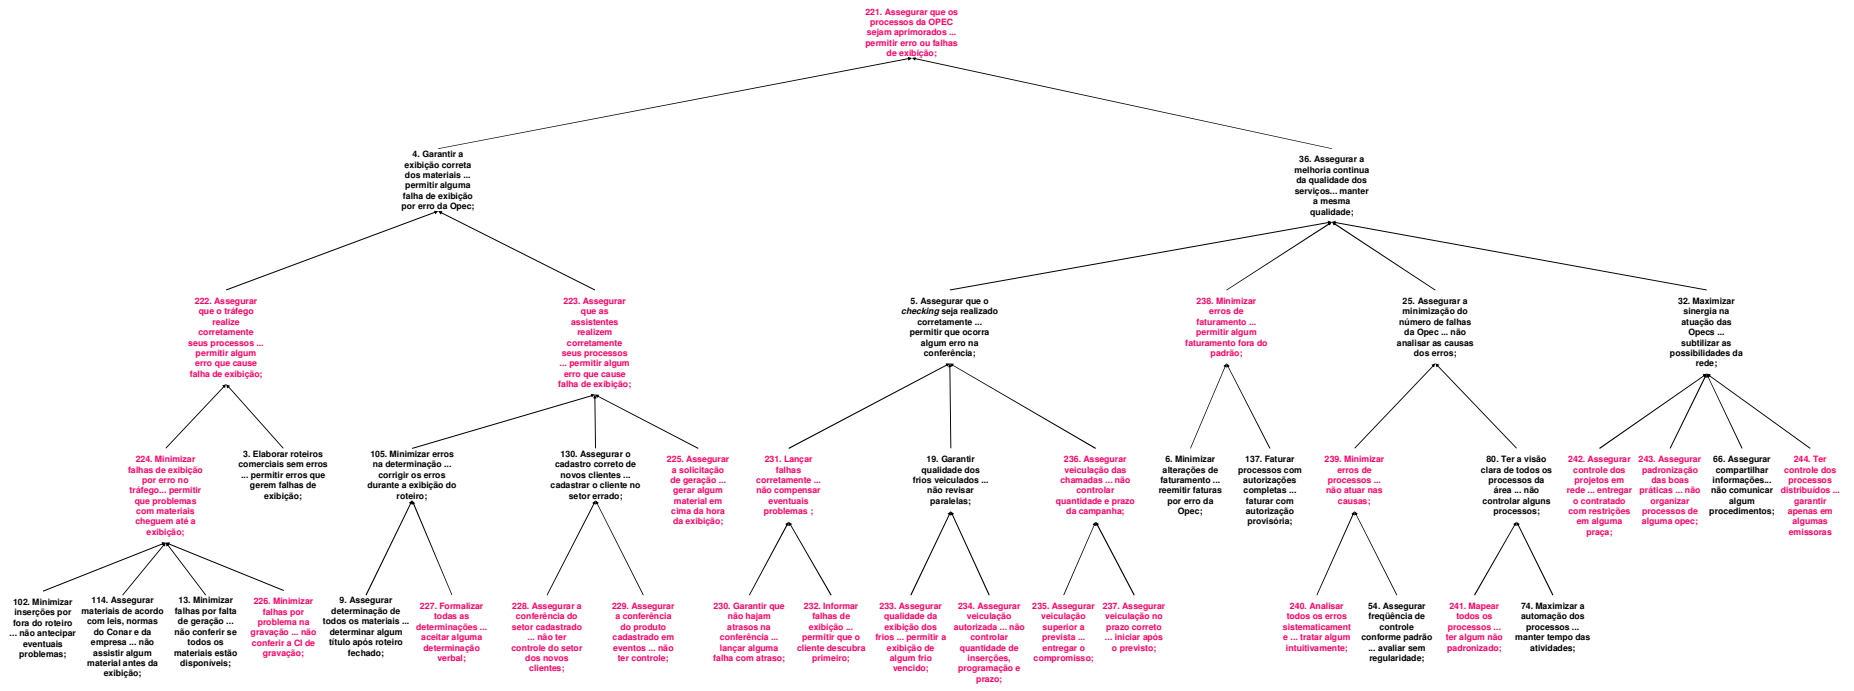 221. Assegurar que os
processos da OPEC
sejam aprimorados ...
permitir erro ou falhas
de exibição;
4. Garantir a
exibição correta
dos materiais ...
permitir alguma
falha de exibição
por erro da Opec;
36. Assegurar a
melhoria continua
da qualidade dos
serviços... manter
a mesma
qualidade;
222. Assegurar
que o tráfego
realize
corretamente
seus processos ...
permitir algum
erro que cause
falha de exibição;
223. Assegurar
que as
assistentes
realizem
corretamente
seus processos
... permitir algum
erro que cause
falha de exibição;
5. Assegurar que o
checking seja realizado
corretamente ...
permitir que ocorra
algum erro na
conferência;
238. Minimizar
erros de
faturamento ...
permitir algum
faturamento fora do
padrão;
25. Assegurar a
minimização do
número de falhas
da Opec ... não
analisar as causas
dos erros;
32. Maximizar
sinergia na
atuação das
Opecs ...
subtilizar as
possibilidades da
rede;
224. Minimizar
falhas de exibição
por erro no
tráfego... permitir
que problemas
com materiais
cheguem até a
exibição;
3. Elaborar roteiros
comerciais sem erros
... permitir erros que
gerem falhas de
exibição;
105. Minimizar erros
na determinação ...
corrigir os erros
durante a exibição do
roteiro;
130. Assegurar o
cadastro correto de
novos clientes ...
cadastrar o cliente no
setor errado;
225. Assegurar
a solicitação
de geração ...
gerar algum
material em
cima da hora
da exibição;
231. Lançar
falhas
corretamente ...
não compensar
eventuais
problemas ;
19. Garantir
qualidade dos
frios veiculados ...
não revisar
paralelas;
236. Assegurar
veiculação das
chamadas ... não
controlar
quantidade e prazo
da campanha;
6. Minimizar
alterações de
faturamento ...
reemitir faturas
por erro da
Opec;
137. Faturar
processos com
autorizações
completas ...
faturar com
autorização
provisória;
239. Minimizar
erros de
processos ...
não atuar nas
causas;
80. Ter a visão
clara de todos os
processos da
área ... não
controlar alguns
processos;
242. Assegurar
controle dos
projetos em
rede ... entregar
o contratado
com restrições
em alguma
praça;
243. Assegurar
padronização
das boas
práticas ... não
organizar
processos de
alguma opec;
66. Assegurar
compartilhar
informações...
não comunicar
algum
procedimentos;
244. Ter
controle dos
processos
distribuídos ...
garantir
apenas em
algumas
emissoras
102. Minimizar
inserções por
fora do roteiro
... não antecipar
eventuais
problemas;
114. Assegurar
materiais de acordo
com leis, normas
do Conar e da
empresa ... não
assistir algum
material antes da
exibição;
13. Minimizar
falhas por falta
de geração ...
não conferir se
todos os
materiais estão
disponíveis;
226. Minimizar
falhas por
problema na
gravação ... não
conferir a CI de
gravação;
9. Assegurar
determinação de
todos os materiais ...
determinar algum
título após roteiro
fechado;
227. Formalizar
todas as
determinações ...
aceitar alguma
determinação
verbal;
228. Assegurar a
conferência do
setor cadastrado
... não ter
controle do setor
dos novos
clientes;
229. Assegurar
a conferência
do produto
cadastrado em
eventos ... não
ter controle;
230. Garantir que
não hajam
atrasos na
conferência ...
lançar alguma
falha com atraso;
232. Informar
falhas de
exibição ...
permitir que o
cliente descubra
primeiro;
233. Assegurar
qualidade da
exibição dos
frios ... permitir a
exibição de
algum frio
vencido;
234. Assegurar
veiculação
autorizada ... não
controlar
quantidade de
inserções,
programação e
prazo;
235. Assegurar
veiculação
superior a
prevista ...
entregar o
compromisso;
237. Assegurar
veiculação no
prazo correto
... iniciar após
o previsto;
240. Analisar
todos os erros
sistematicament
e ... tratar algum
intuitivamente;
54. Assegurar
freqüência de
controle
conforme padrão
... avaliar sem
regularidade;
241. Mapear
todos os
processos ...
ter algum não
padronizado;
74. Maximizar a
automação dos
processos ...
manter tempo das
atividades;